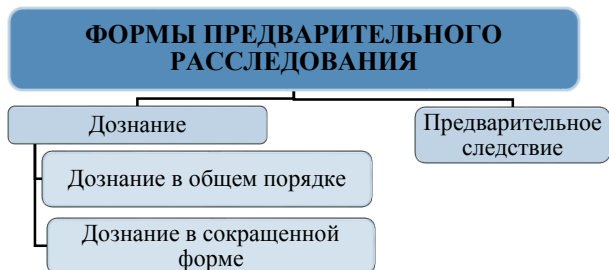 ФОРМЫ ПРЕДВАРИТЕЛЬНОГО
РАССЛЕДОВАНИЯ
Дознание
Предварительное
следствие
Дознание в общем порядке
Дознание в сокращенной
форме